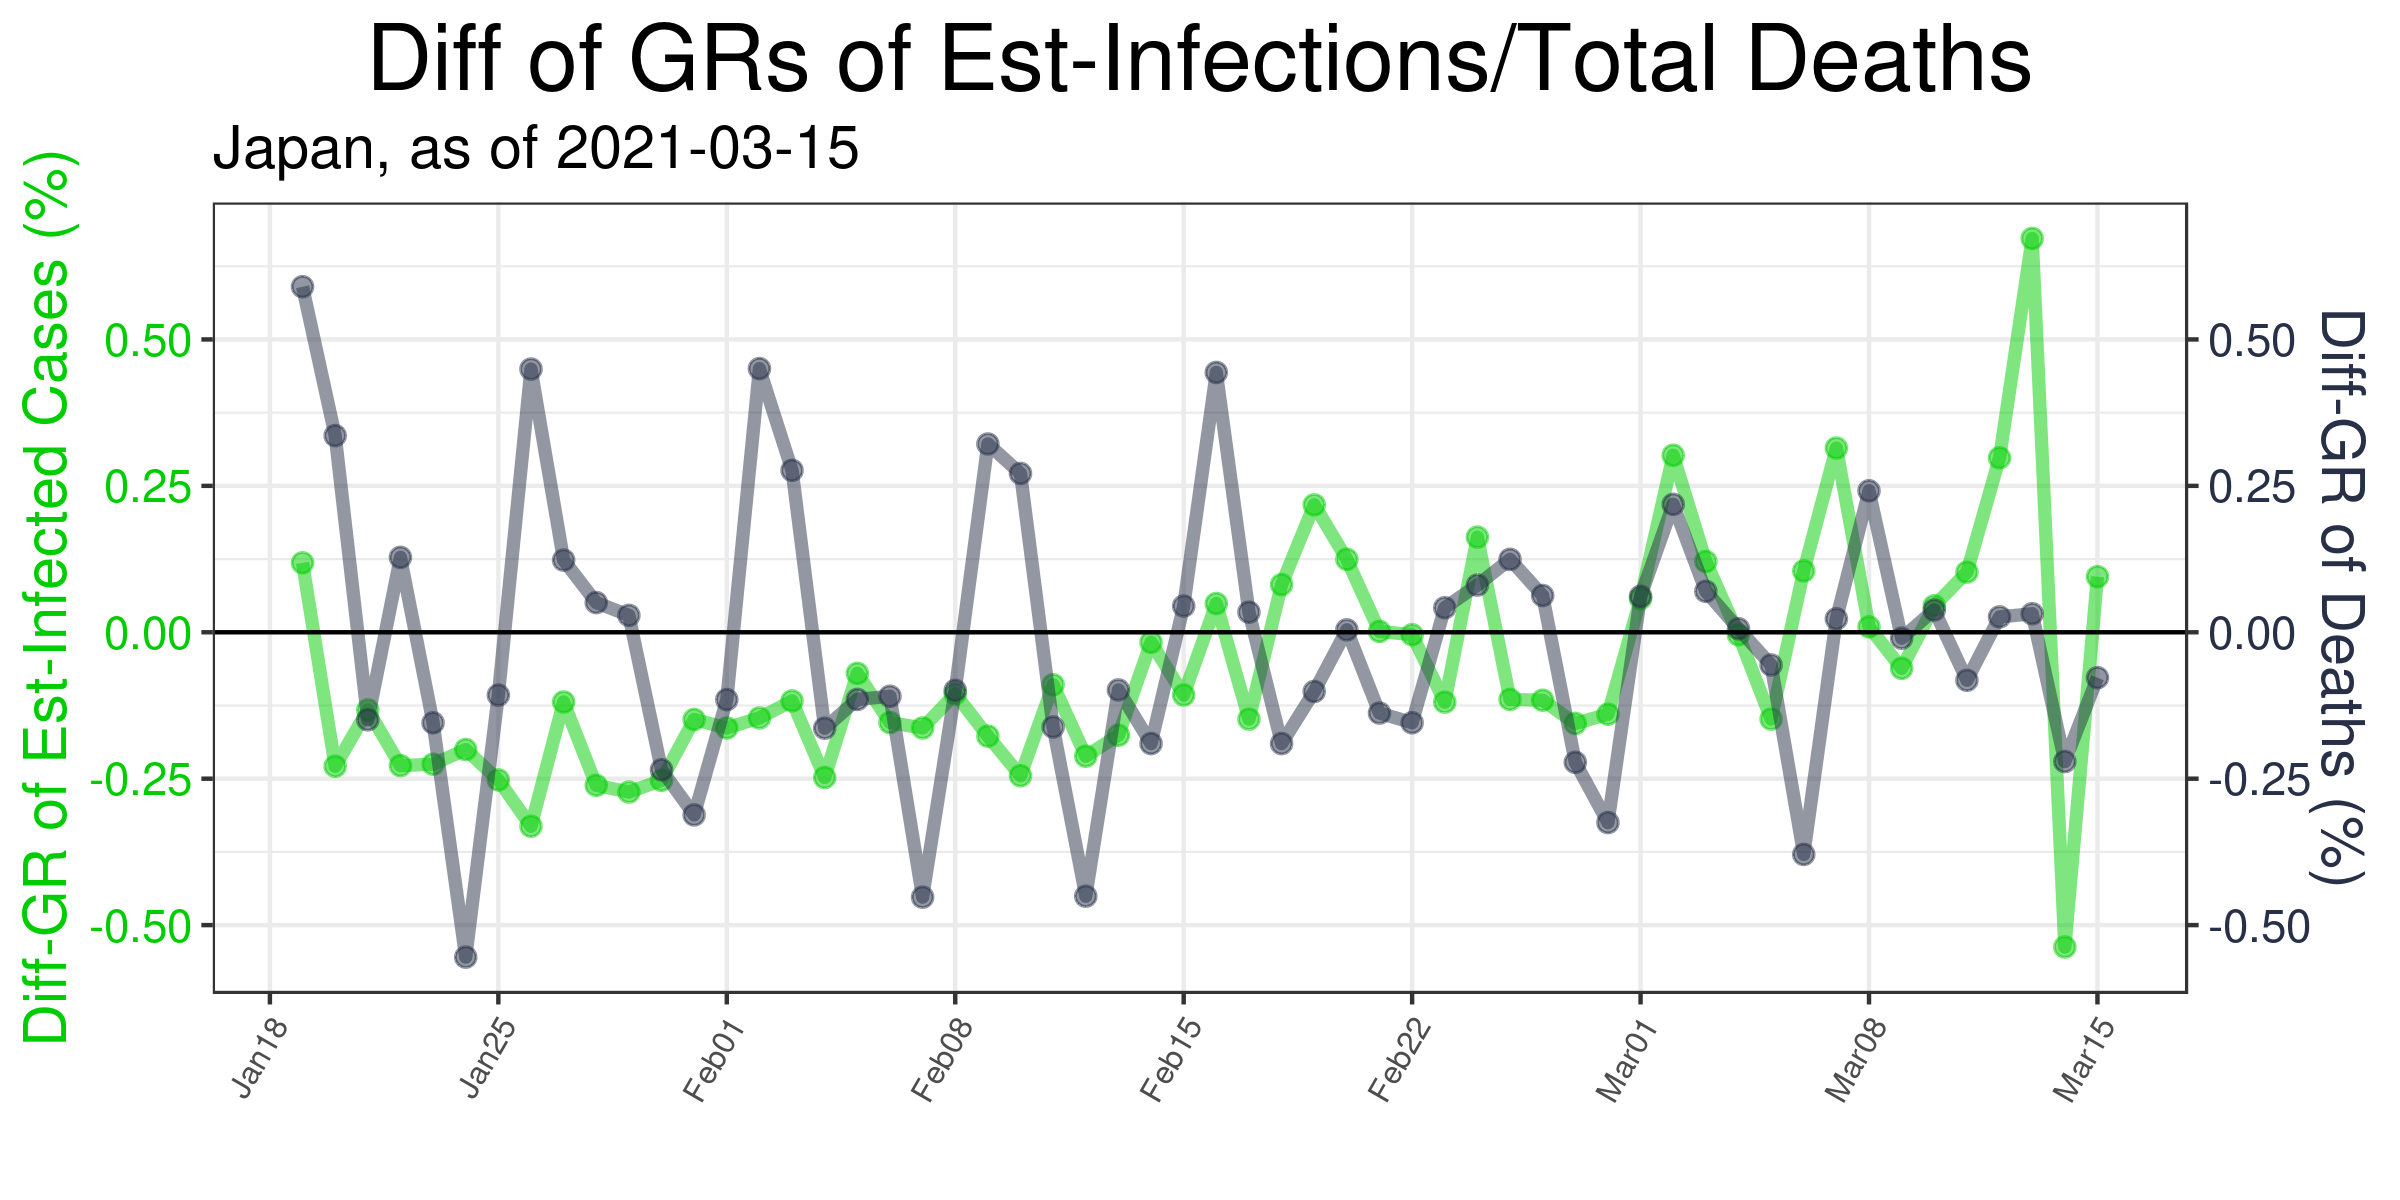 Diff of GRs of Est-Infections/Total Deaths
Japan, as of 2021-03-15
Diff-GR of Est-Infected Cases (%)
0.50
0.25
0.00
-0.25
-0.50
0.50
0.25
0.00
-0.25
-0.50
Diff-GR of Deaths (%)
Jan18
Jan25
Feb01
Feb08
Feb15
Feb22
Mar01
Mar08
Mar15